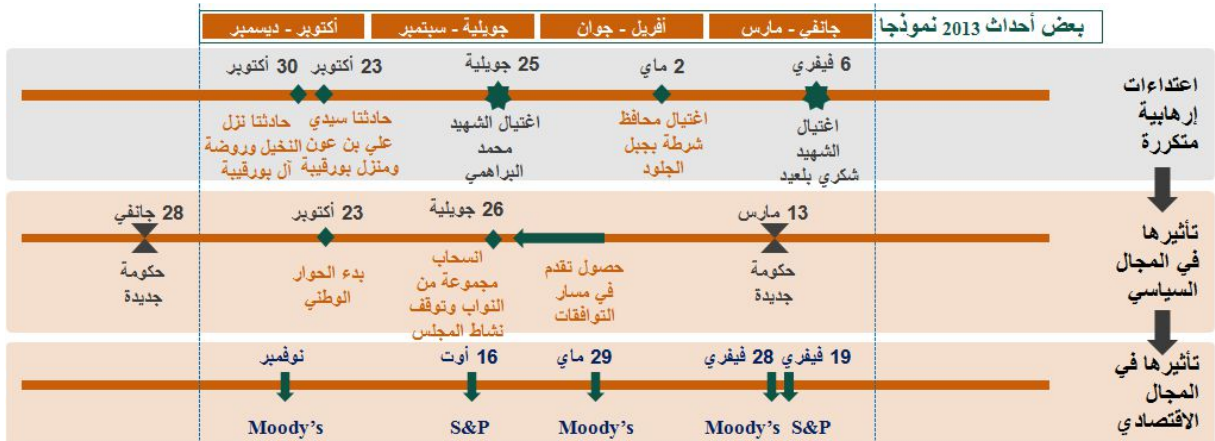 بعض أحداث 2013 نموذجا
جانفي - مارس
أفريل - جوان
جويلية - سبتمبر
أكتوبر - ديسمبر
اعتداءات
إرهابية
متكررة
6 فيفري
اغتيال
الشهيد
شكري بلعيد
2 ماي
اغتيال محافظ
شرطة بجبل
الجلود
25 جويلية
اغتيال الشهيد
محمد
البراهمي
23 أكتوبر
حادثتا سيدي
علي بن عون
ومنزل بورقيبة
30 أكتوبر
حادثتا نزل
النخيل وروضة
آل بورقيبة
تأثيرها
في المجال
السياسي
13 مارس
حكومة
جديدة
حصول تقدم
في مسار
التوافقات
26 جويلية
انسحاب
مجموعة من
النواب وتوقف
نشاط المجلس
23 أكتوبر
بدء الحوار
الوطني
28 جانفي
حكومة
جديدة
تأثيرها في
المجال
الاقتصادي
19 فيفري
S&P
28 فيفري
Moody's
29 ماي
Moody's
16 أوت
S&P
نوفمبر
Moody's